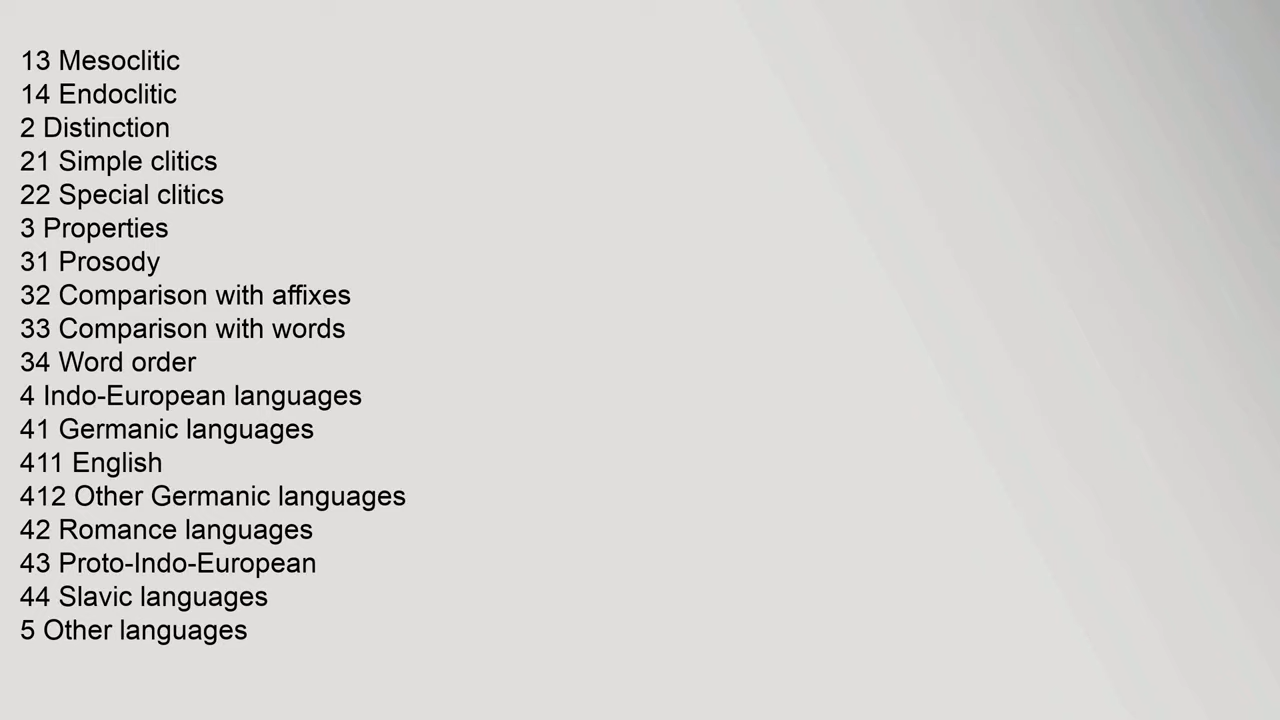 13 Mesoclitic
14 Endoclitic
2 Distinction
21 Simple clitics
22 Special clitics
3 Properties
31 Prosody
32 Comparison with affixes
33 Comparison with words
34 Word order
4 Indo-European languages
41 Germanic languages
411 English
412 Other Germanic languages
42 Romance languages
43 Proto-Indo-European
44 Slavic languages
5 Other languages